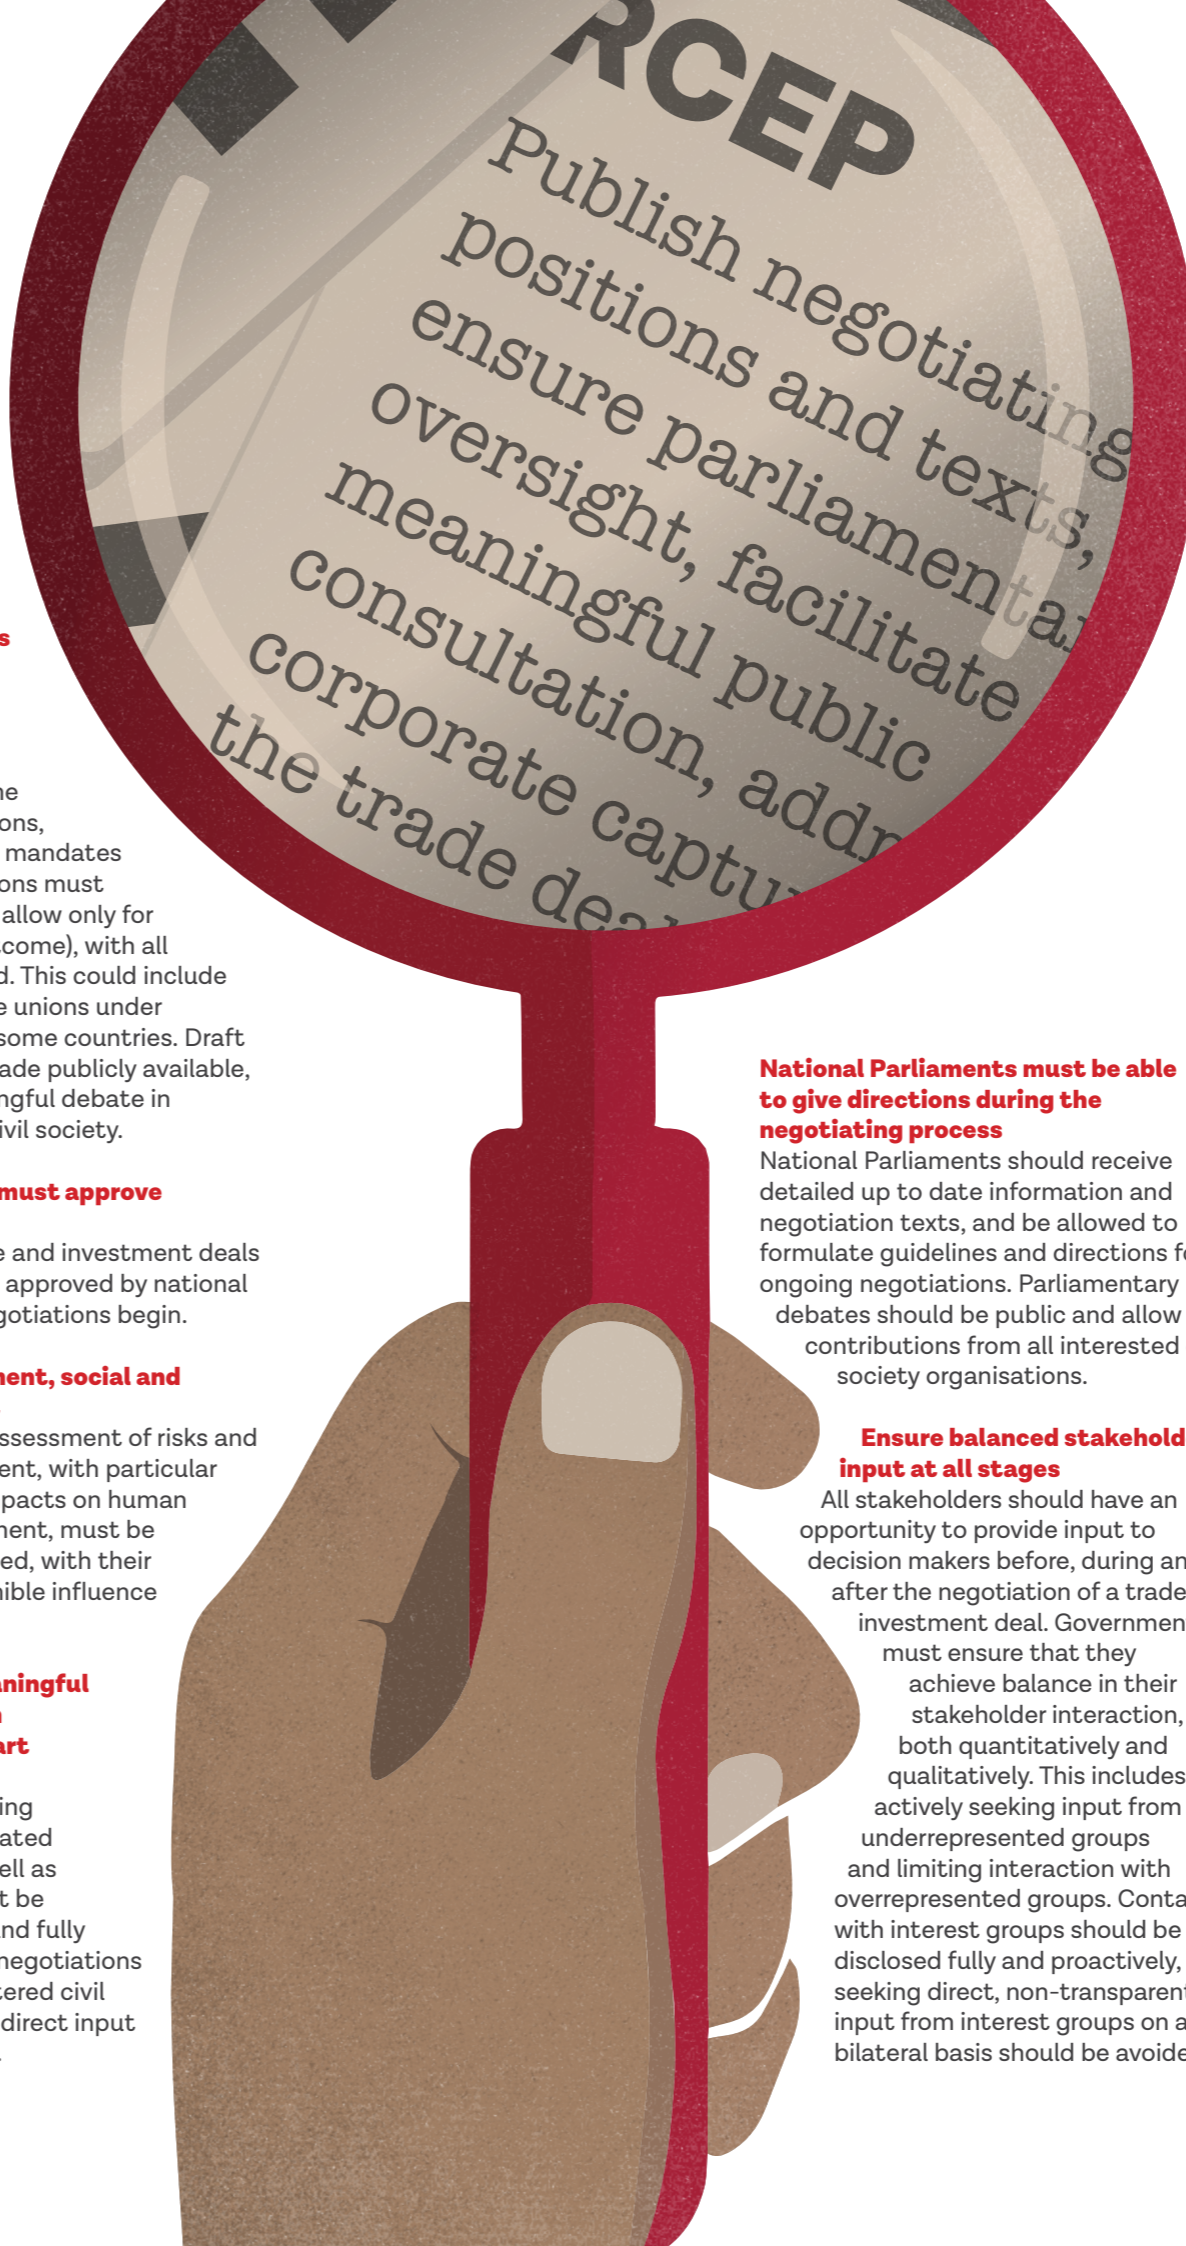 RCEP
Publish negotiating
positions and texts,
ensure parliamentar
oversight, facilitate
meaningful public
consultation, addr
corporate captu
the trade deal
s
ne
ons,
mandates
ons must
allow only for
come), with all
d. This could include
e unions under
some countries. Draft
ade publicly available,
ngful debate in
ivil society.
must approve
e and investment deals
approved by national
gotiations begin.
ment, social and
ssessment of risks and
ent, with particular
pacts on human
ment, must be
ed, with their
nible influence
aningful
n
art
ing
ated
ell as
t be
nd fully
negotiations
tered civil
direct input
National Parliaments must be able
to give directions during the
negotiating process
National Parliaments should receive
detailed up to date information and
negotiation texts, and be allowed to
formulate guidelines and directions fo
ongoing negotiations. Parliamentary
debates should be public and allow
contributions from all interested
society organisations.
Ensure balanced stakehold
input at all stages
All stakeholders should have an
opportunity to provide input to
decision makers before, during an
after the negotiation of a trade
investment deal. Governmen
must ensure that they
achieve balance in their
stakeholder interaction,
both quantitatively and
qualitatively. This includes
actively seeking input from
underrepresented groups
and limiting interaction with
overrepresented groups. Conta
with interest groups should be
disclosed fully and proactively,
seeking direct, non-transparent
input from interest groups on a
bilateral basis should be avoide